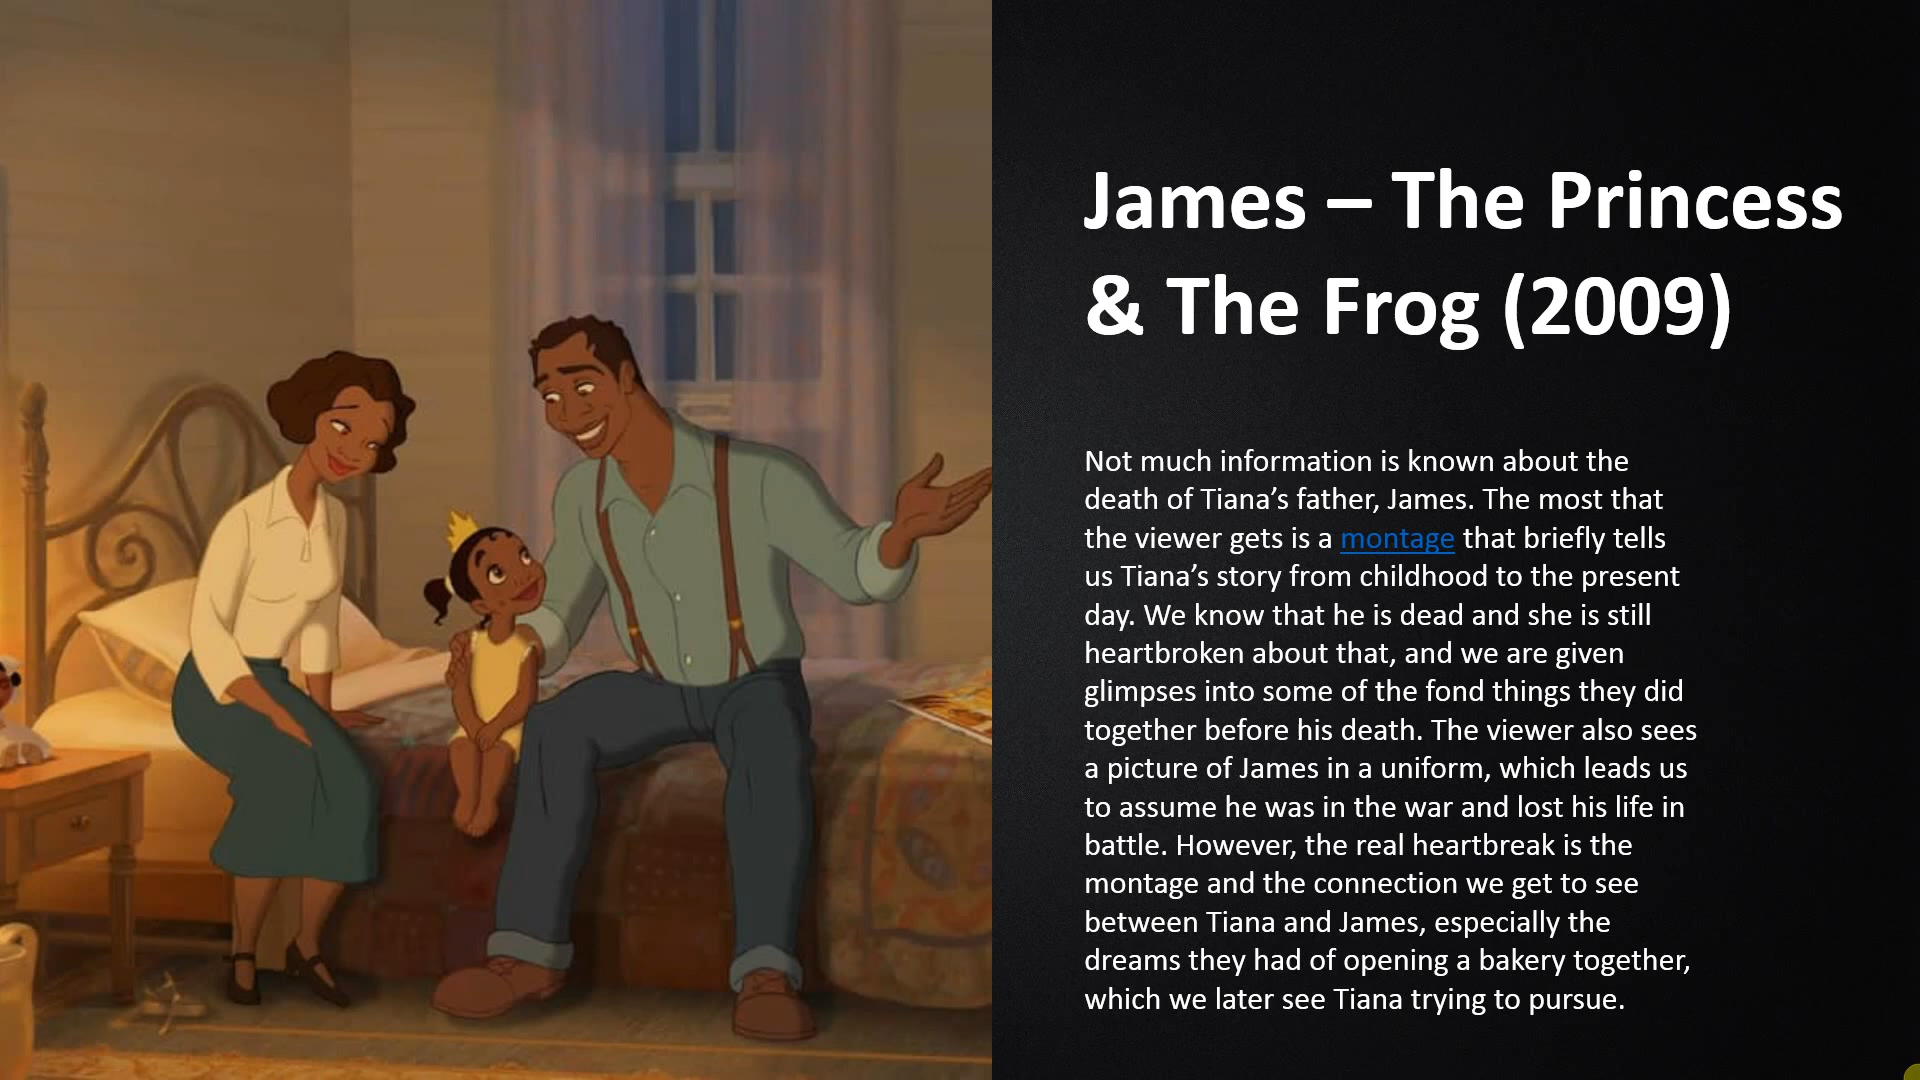 James – The Princess
& The Frog (2009)
Not much information is known about the
death of Tiana’s father, James. The most that
the viewer gets is a montage that briefly tells
us Tiana’s story from childhood to the present
day. We know that he is dead and she is still
heartbroken about that, and we are given
glimpses into some of the fond things they did
together before his death. The viewer also sees
a picture of James in a uniform, which leads us
to assume he was in the war and lost his life in
battle. However, the real heartbreak is the
montage and the connection we get to see
between Tiana and James, especially the
dreams they had of opening a bakery together,
which we later see Tiana trying to pursue.